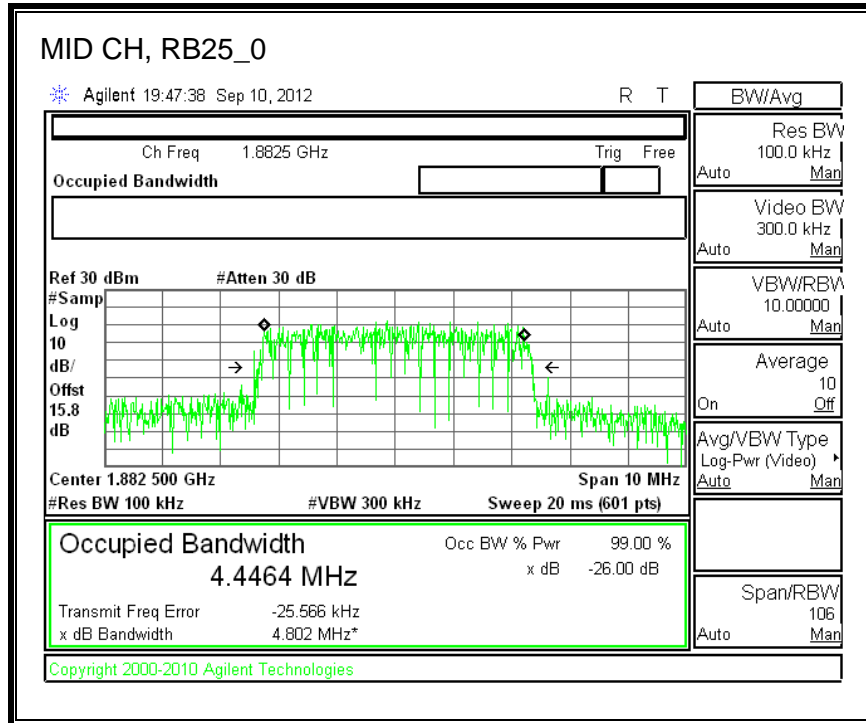 MID CH, RB25_0
Agilent 19:47:38 Sep 10, 2012 R T
Ch Freq 1.8825 GHz Trig Free
Occupied Bandwidth
Ref 30 dBm #Atten 30 dB
#Samp
Log
10
dB/
Offst
15.8
dB
Center 1.882 500 GHz Span 10 MHz
#Res BW 100 kHz #VBW 300 kHz Sweep 20 ms (601 pts)
Occupied Bandwidth Occ BW % Pwr 99.00 %
4.4464 MHz x dB -26.00 dB
Transmit Freq Error -25.566 kHz
x dB Bandwidth 4.802 MHz*
Copyright 2000-2010 Agilent Technologies
BW/Avg
Res BW
100.0 kHz
Auto Man
Video BW
300.0 kHz
Auto Man
VBW/RBW
10.00000
Auto Man
Average
10
On Off
Avg/VBW Type
Log-Pwr (Video)
Auto Man
Span/RBW
106
Auto Man